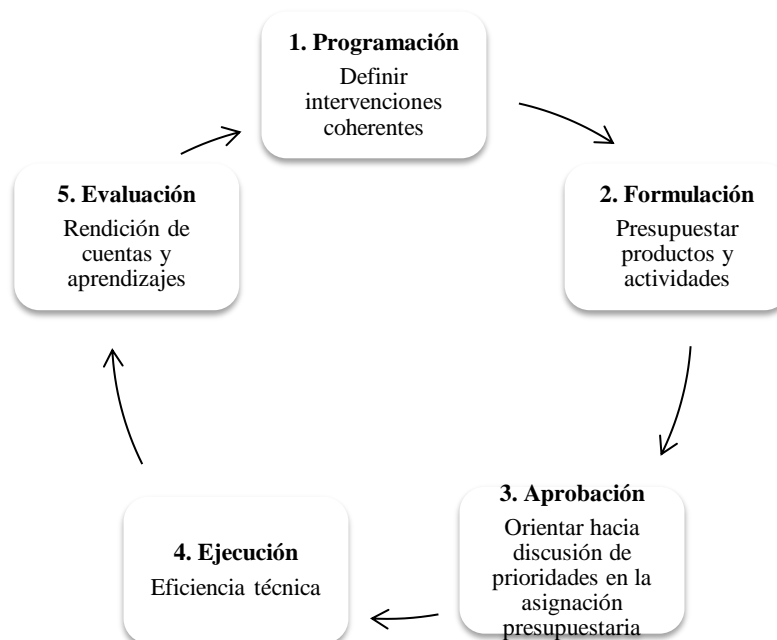 1. Programación
Definir
intervenciones
coherentes
2. Formulación
Presupuestar
productos y
actividades
3. Aprobación
Orientar hacia
discusión de
prioridades en la
asignación
presupuestaria
4. Ejecución
Eficiencia técnica
5. Evaluación
Rendición de
cuentas y
aprendizajes